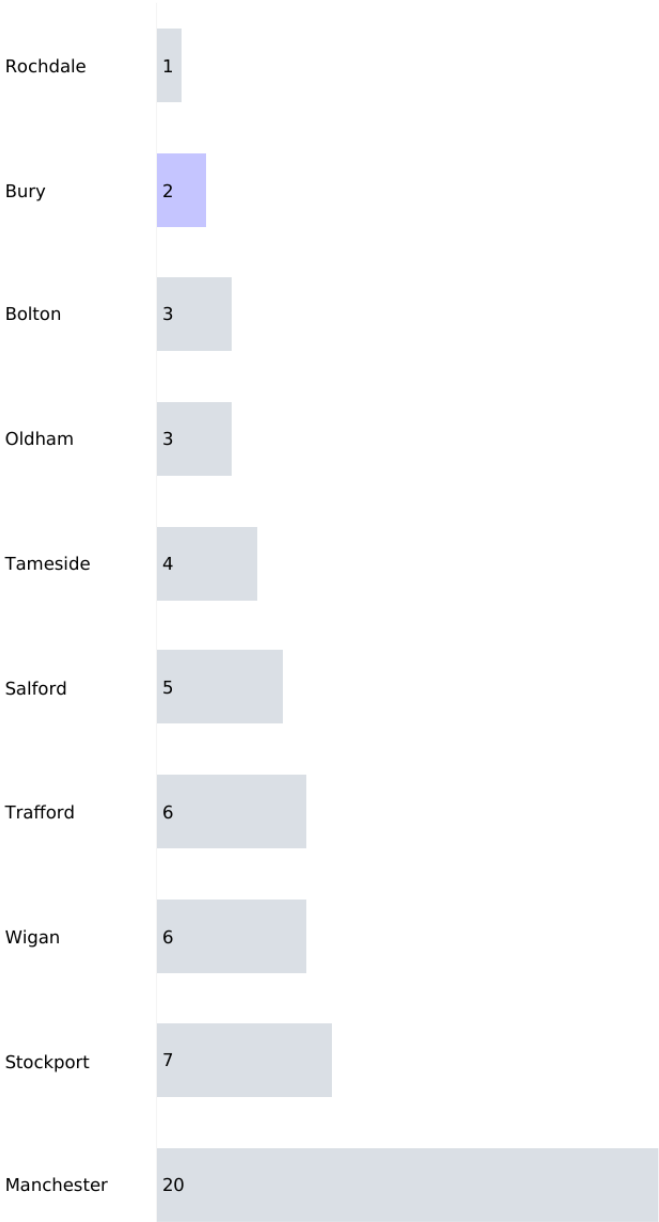 Rochdale 1
Bury 2
Bolton 3
Oldham 3
Tameside 4
Salford 5
Trafford 6
Wigan 6
Stockport 7
Manchester 20